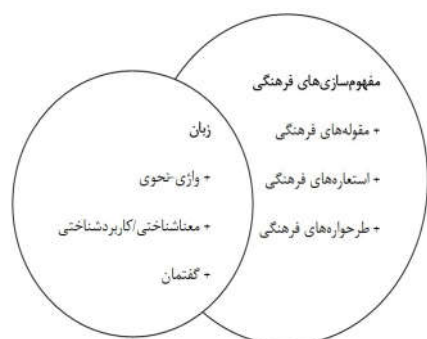 مفهوم‌سازی‌های فرهنگی
+ مقوله‌های فرهنگی
+ استعاره‌های فرهنگی
+ طرحواره‌های فرهنگی
زبان
+ واژی-نحوی
+ معناشناختی/کاربردشناختی
+ گفتمان